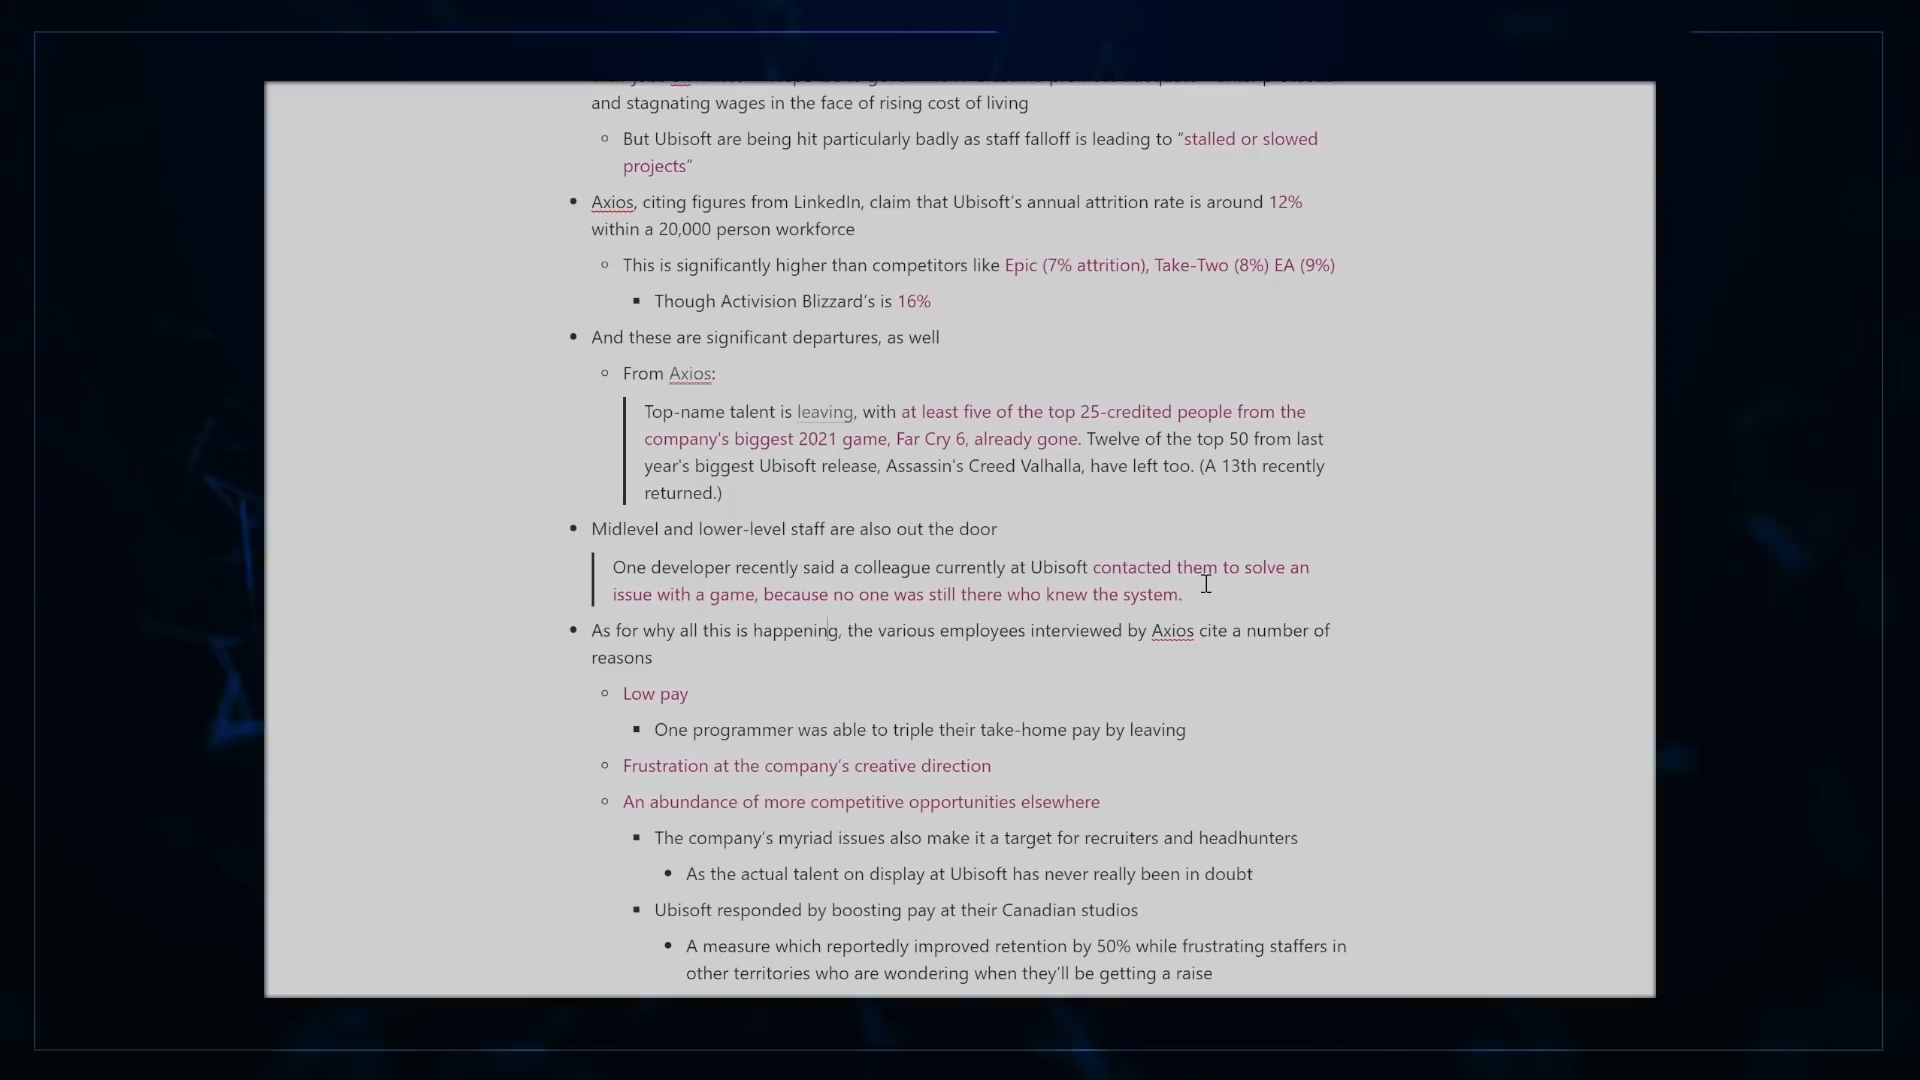 and stagnating wages in the face of rising cost of living
But Ubisoft are being hit particularly badly as staff falloff is leading to “stalled or slowed
projects”
Axios, citing figures from LinkedIn, claim that Ubisoft’s annual attrition rate is around 12%
within a 20,000 person workforce
This is significantly higher than competitors like Epic (7% attrition), Take-Two (8%) EA (9%)
Though Activision Blizzard’s is 16%
And these are significant departures, as well
From Axios:
Top-name talent is leaving, with at least five of the top 25-credited people from the
company's biggest 2021 game, Far Cry 6, already gone. Twelve of the top 50 from last
year's biggest Ubisoft release, Assassin's Creed Valhalla, have left too. (A 13th recently
returned.)
Midlevel and lower-level staff are also out the door
One developer recently said a colleague currently at Ubisoft contacted them to solve an
issue with a game, because no one was still there who knew the system.
As for why all this is happening, the various employees interviewed by Axios cite a number of
reasons
Low pay
One programmer was able to triple their take-home pay by leaving
Frustration at the company’s creative direction
An abundance of more competitive opportunities elsewhere
The company’s myriad issues also make it a target for recruiters and headhunters
As the actual talent on display at Ubisoft has never really been in doubt
Ubisoft responded by boosting pay at their Canadian studios
A measure which reportedly improved retention by 50% while frustrating staffers in
other territories who are wondering when they’ll be getting a raise